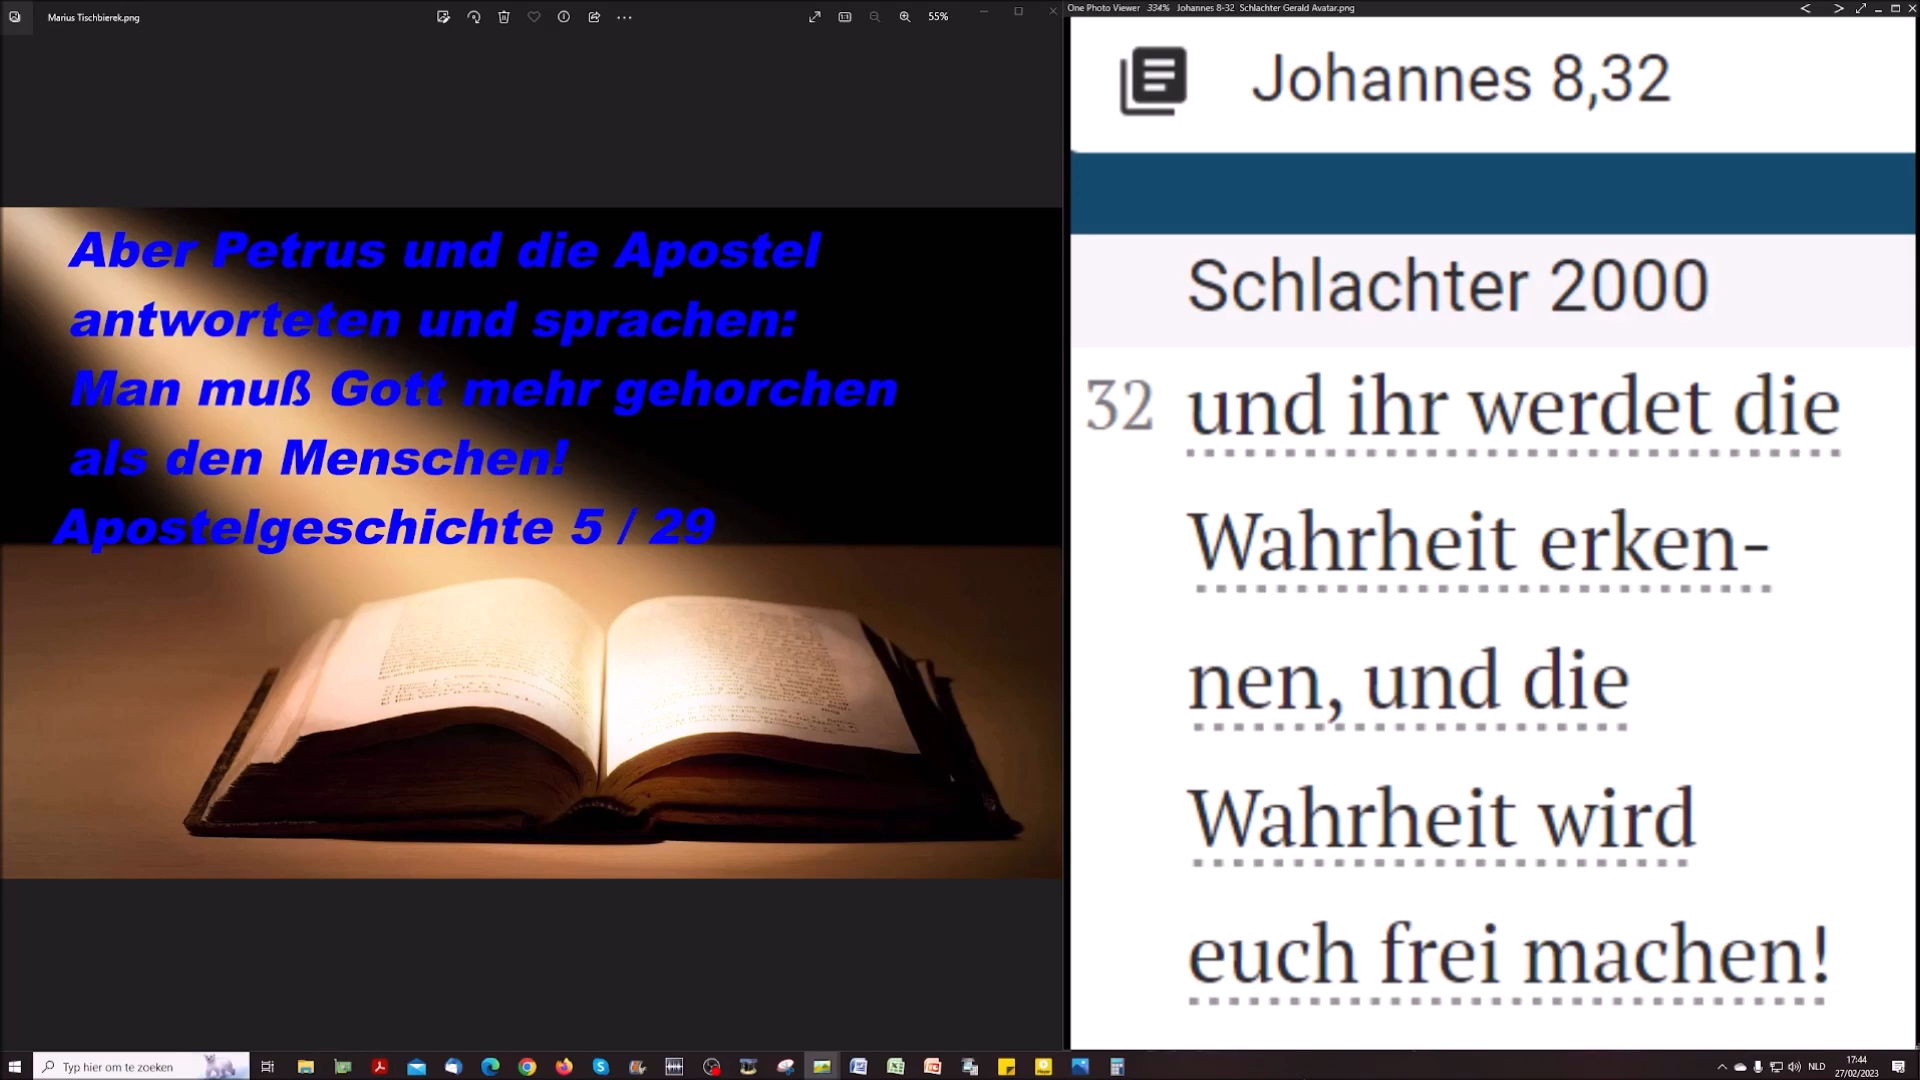 Marius Tischbierek.png
55%
Aber Petrus und die Apostel
antworteten und sprachen:
Man muß Gott mehr gehorchen
als den Menschen!
Apostelgeschichte 5 / 29
One Photo Viewer 334% Johannes 8-32 Schlachter Gerald Avatar.png
Johannes 8,32
Schlachter 2000
32 und ihr werdet die
Wahrheit erken-
nen, und die
Wahrheit wird
euch frei machen!
Typ hier om te zoeken
NLD
17:44
27/02/2023